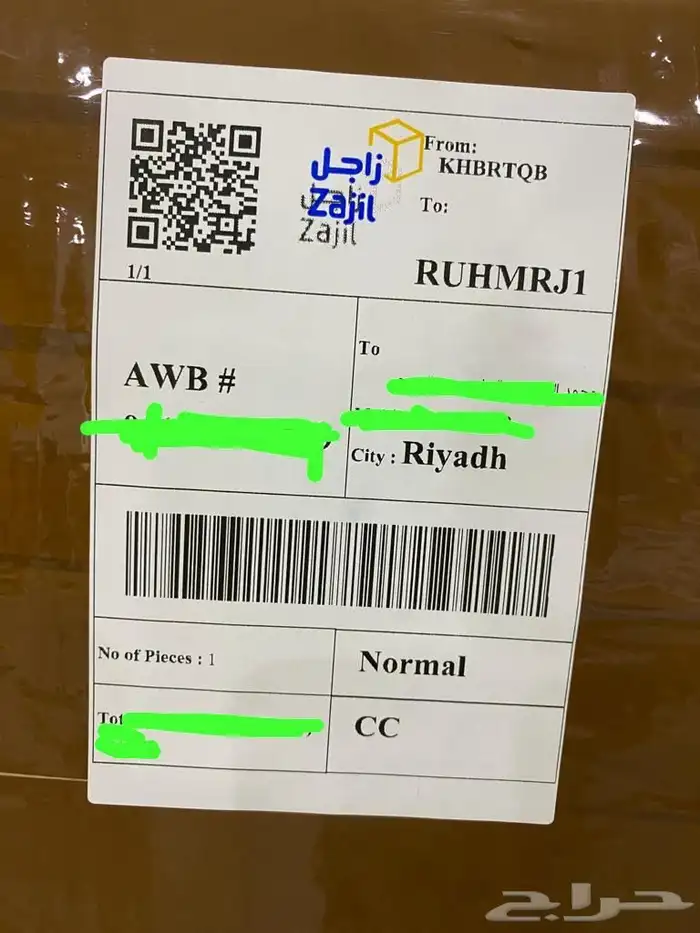 From:
KHBRTQB
زاجل
Zajil
Zajil
To:
RUHMRJ1
1/1
AWB #
To
City : Riyadh
No of Pieces : 1
Normal
CC
حراج